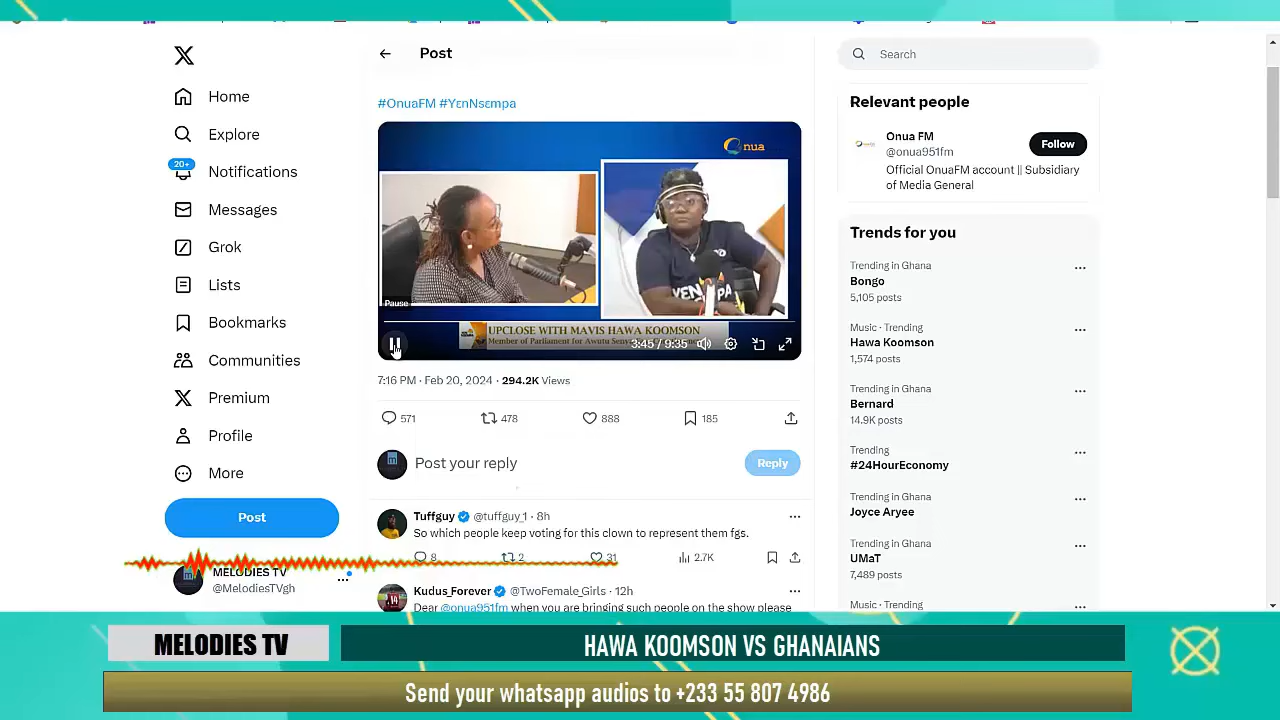 Post
Search
Home
Explore
20+
Notifications
Messages
Grok
Lists
Bookmarks
Communities
Premium
Profile
More
Post
MELODIES TV
@MelodiesTVgh
#OnuaFM #YɛnNsɛmpa
nua
Pause
UPCLOSE WITH MAVIS HAWA KOOMSON
Member of Parliament for Awutu Senya
3:45 / 9:35
7:16 PM · Feb 20, 2024 · 294.2K Views
571
478
888
185
Post your reply
Reply
Tuffguy @tuffguy_1 · 8h
So which people keep voting for this clown to represent them fgs.
8
2
31
2.7K
Kudus_Forever @TwoFemale_Girls · 12h
Dear @onua951fm when you are bringing such people on the show please
Relevant people
Onua FM
@onua951fm
Follow
Official OnuaFM account || Subsidiary
of Media General
Trends for you
Trending in Ghana
Bongo
5,105 posts
Music · Trending
Hawa Koomson
1,574 posts
Trending in Ghana
Bernard
14.9K posts
Trending
#24HourEconomy
Trending in Ghana
Joyce Aryee
Trending in Ghana
UMaT
7,489 posts
Music · Trending
MELODIES TV
HAWA KOOMSON VS GHANAIANS
Send your whatsapp audios to +233 55 807 4986